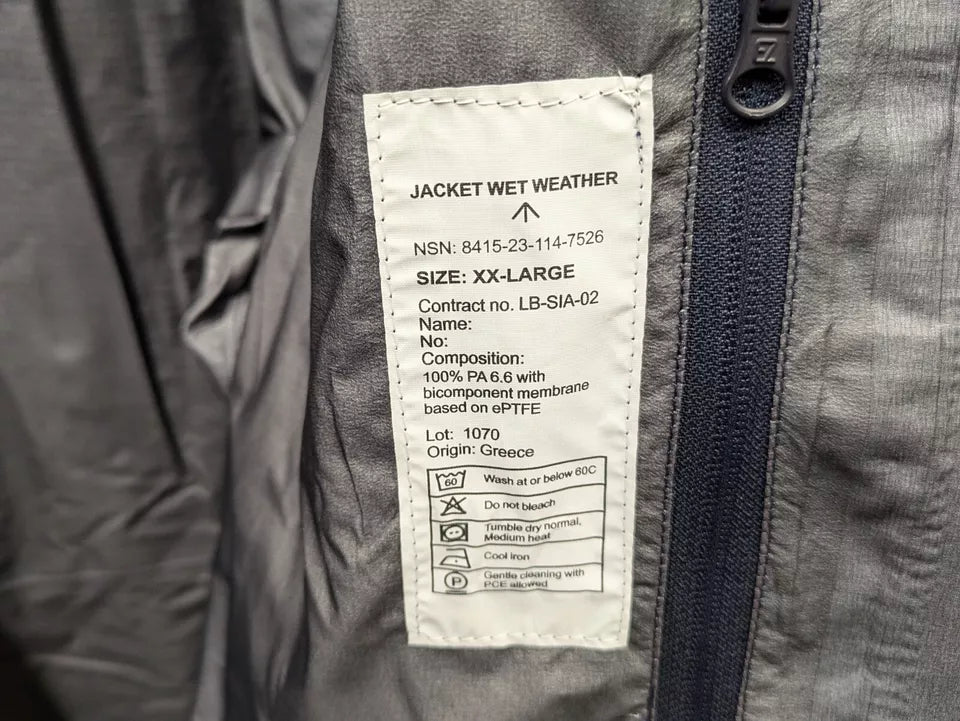 JACKET WET WEATHER
NSN: 8415-23-114-7526
SIZE: XX-LARGE
Contract no. LB-SIA-02
Name:
No:
Composition:
100% PA 6.6 with
bicomponent membrane
based on ePTFE
Lot: 1070
Origin: Greece
60 Wash at or below 60C
Do not bleach
Tumble dry normal,
Medium heat
Cool iron
P Gentle cleaning with
PCE allowed